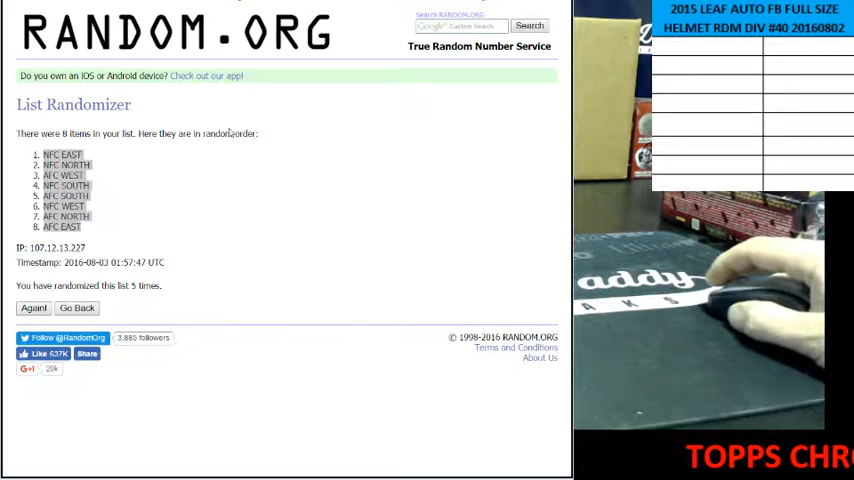 RANDOM.ORG
Search RANDOM.ORG
Google Custom Search
Search
True Random Number Service
Do you own an iOS or Android device? Check out our app!
List Randomizer
There were 8 items in your list. Here they are in random order:
1. NFC EAST
2. NFC NORTH
3. AFC WEST
4. NFC SOUTH
5. AFC SOUTH
6. NFC WEST
7. AFC NORTH
8. AFC EAST
IP: 107.12.13.227
Timestamp: 2016-08-03 01:57:47 UTC
You have randomized this list 5 times.
Again!
Go Back
Follow @RandomOrg
3,885 followers
Like 637K
Share
G+1
20k
© 1998-2016 RANDOM.ORG
Terms and Conditions
About Us
2015 LEAF AUTO FB FULL SIZE
HELMET RDM DIV #40 20160802
addy
AKS
TOPPS CHR